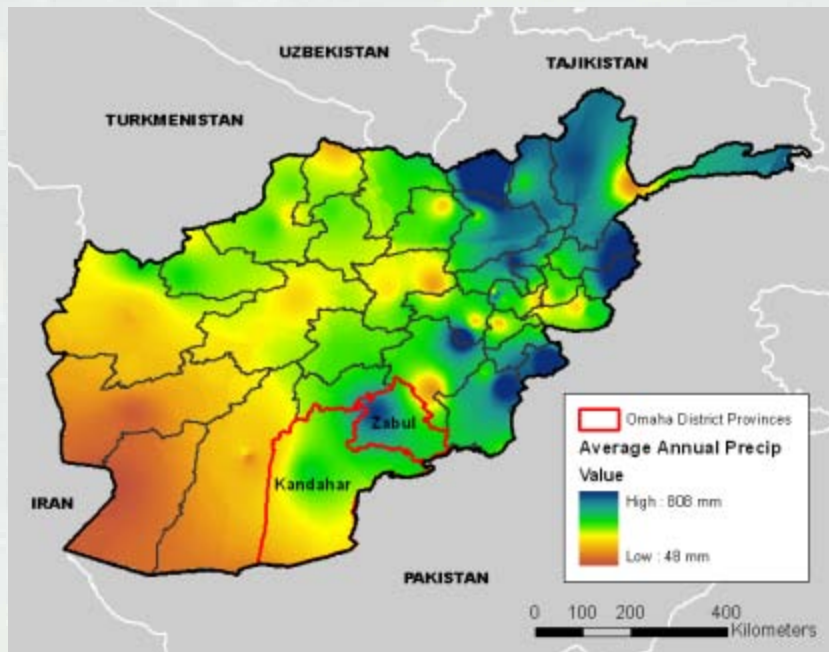 UZBEKISTAN
TAJIKISTAN
TURKMENISTAN
Zabul
Kandahar
IRAN
PAKISTAN
Omaha District Provinces
Average Annual Precip
Value
High : 808 mm
Low : 48 mm
0 100 200 400
Kilometers